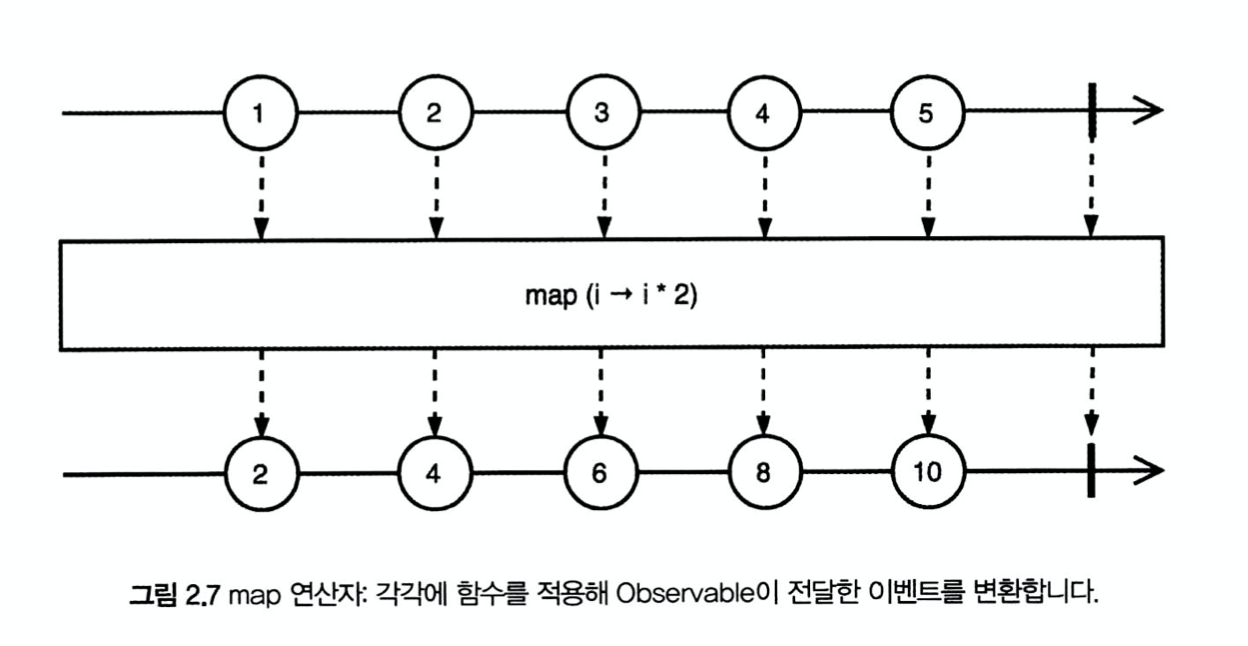 1 2 3 4 5
map (i → i * 2)
2 4 6 8 10
그림 2.7 map 연산자: 각각에 함수를 적용해 Observable이 전달한 이벤트를 변환합니다.